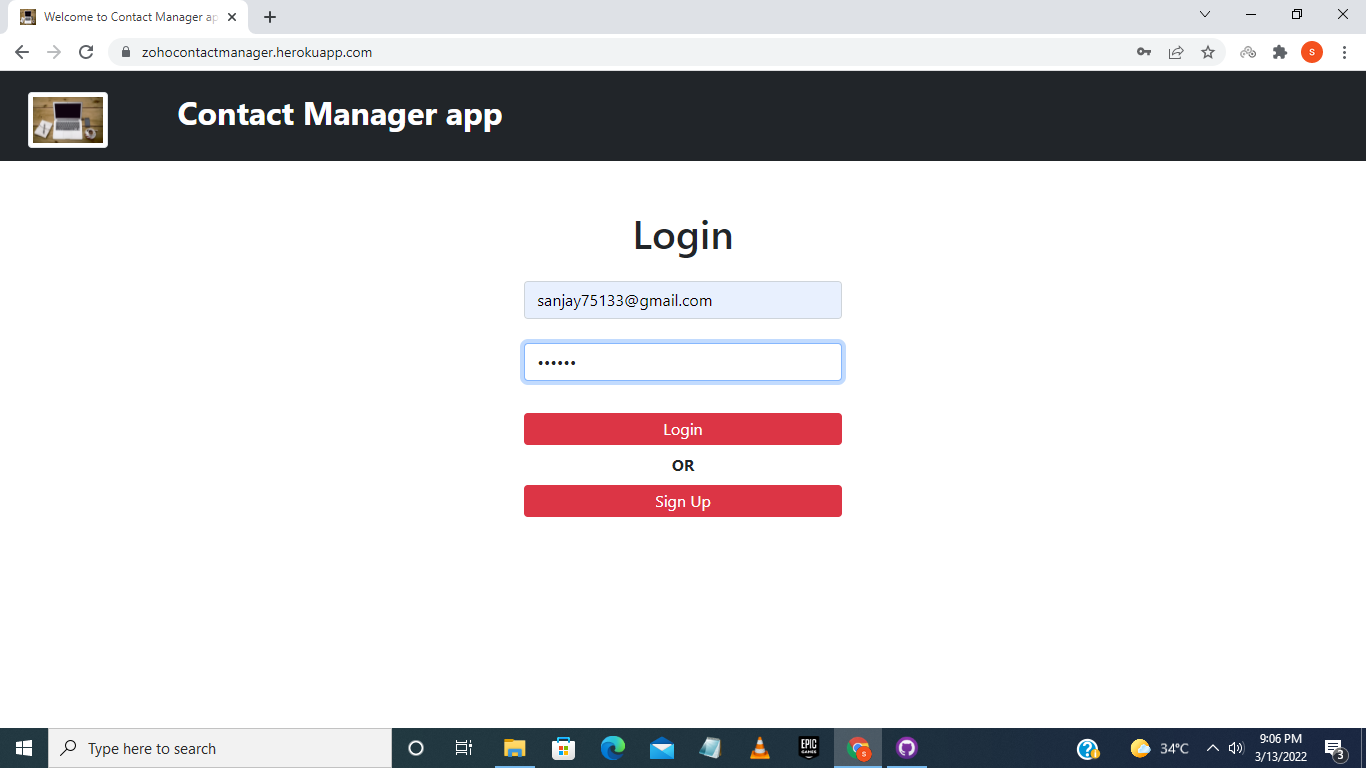 Welcome to Contact Manager ap
zohocontactmanager.herokuapp.com
s
Contact Manager app
Login
sanjay75133@gmail.com
••••••
Login
OR
Sign Up
Type here to search
EPIC
GAMES
s
34°C
9:06 PM
3/13/2022
3